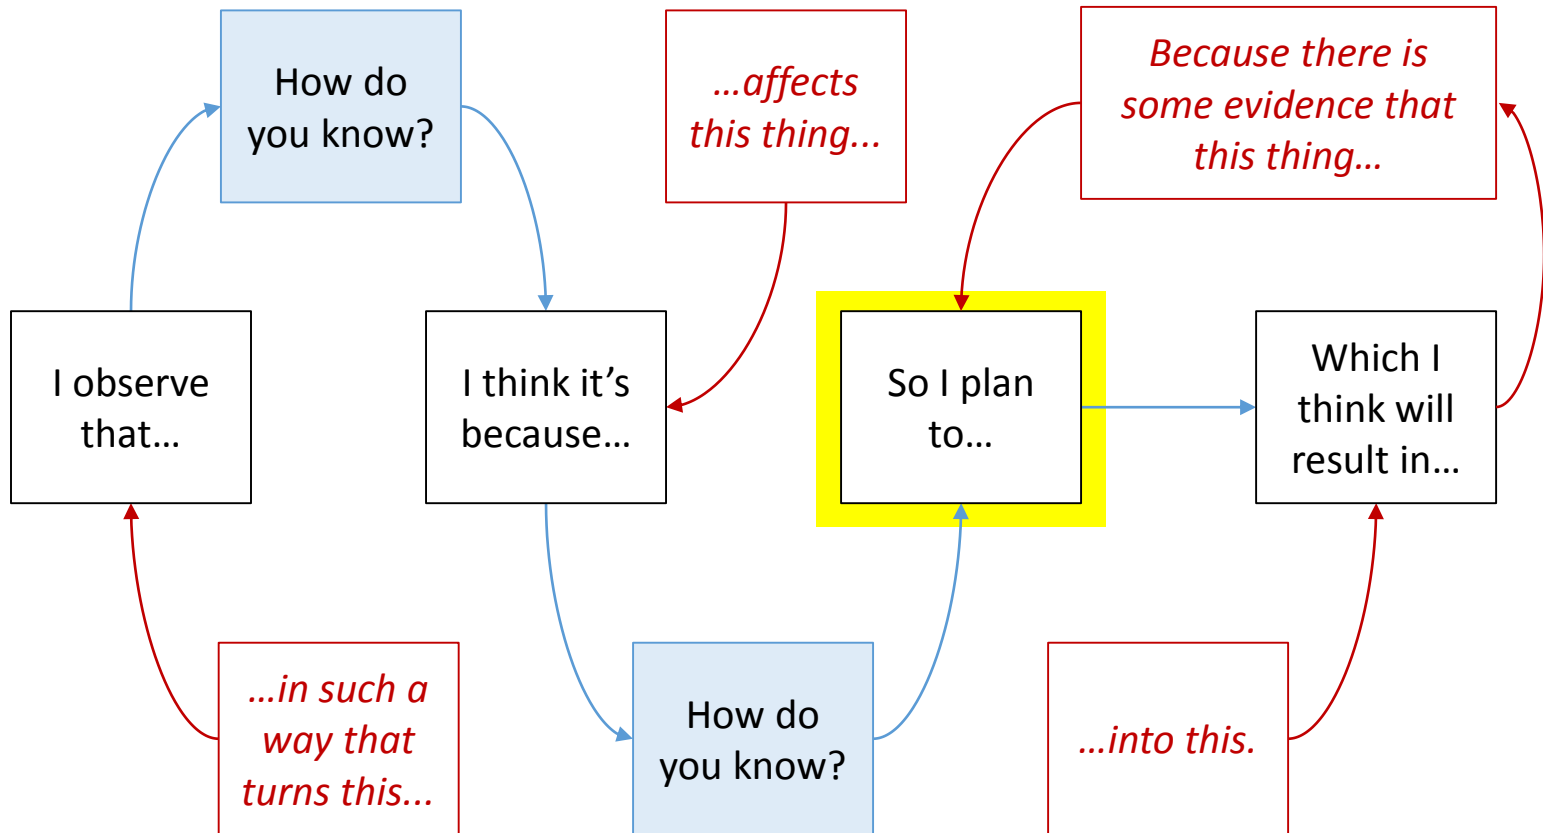 How do
you know?
…affects
this thing...
Because there is
some evidence that
this thing…
I observe
that…
I think it’s
because…
So I plan
to…
Which I
think will
result in…
…in such a
way that
turns this...
How do
you know?
…into this.